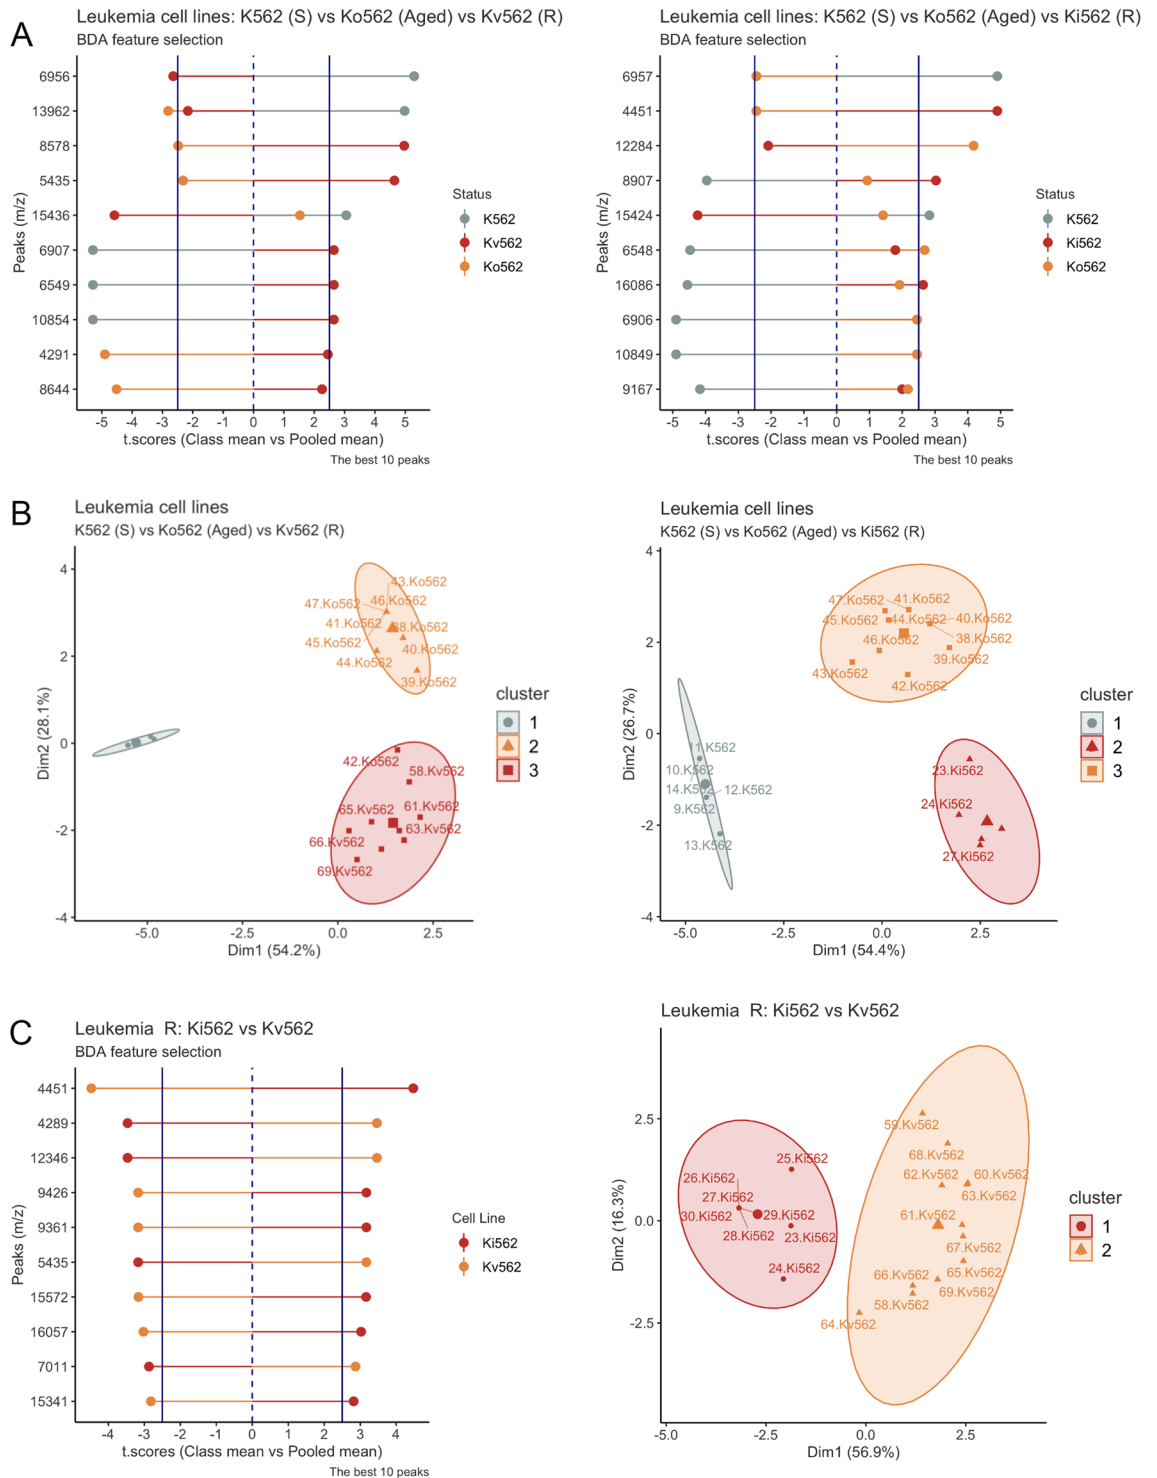 A
Leukemia cell lines: K562 (S) vs Ko562 (Aged) vs Kv562 (R)
BDA feature selection
Peaks (m/z)
6956
13962
8578
5435
15436
6907
6549
10854
4291
8644
-5 -4 -3 -2 -1 0 1 2 3 4 5
t.scores (Class mean vs Pooled mean)
The best 10 peaks
Status
K562
Kv562
Ko562
Leukemia cell lines: K562 (S) vs Ko562 (Aged) vs Ki562 (R)
BDA feature selection
Peaks (m/z)
6957
4451
12284
8907
15424
6548
16086
6906
10849
9167
-5 -4 -3 -2 -1 0 1 2 3 4 5
t.scores (Class mean vs Pooled mean)
The best 10 peaks
Status
K562
Ki562
Ko562
B
Leukemia cell lines
K562 (S) vs Ko562 (Aged) vs Kv562 (R)
Dim2 (28.1%)
4
2
0
-2
-4
43.Ko562
47.Ko562 46.Ko562
41.Ko562 38.Ko562
45.Ko562 40.Ko562
44.Ko562
39.Ko562
42.Ko562
58.Kv562
65.Kv562 61.Kv562
63.Kv562
66.Kv562
69.Kv562
-5.0 -2.5 0.0 2.5
Dim1 (54.2%)
cluster
1
2
3
Leukemia cell lines
K562 (S) vs Ko562 (Aged) vs Ki562 (R)
Dim2 (26.7%)
4
2
0
-2
-4
47.Ko562 41.Ko562
45.Ko562 44.Ko562 40.Ko562
46.Ko562 38.Ko562
39.Ko562
43.Ko562
42.Ko562
11.K562
10.K562
14.K562 12.K562
9.K562
13.K562
23.Ki562
24.Ki562
27.Ki562
-5.0 -2.5 0.0 2.5
Dim1 (54.4%)
cluster
1
2
3
C
Leukemia R: Ki562 vs Kv562
BDA feature selection
Peaks (m/z)
4451
4289
12346
9426
9361
5435
15572
16057
7011
15341
-4 -3 -2 -1 0 1 2 3 4
t.scores (Class mean vs Pooled mean)
The best 10 peaks
Cell Line
Ki562
Kv562
Leukemia R: Ki562 vs Kv562
Dim2 (16.3%)
2.5
0.0
-2.5
25.Ki562
26.Ki562
27.Ki562
30.Ki562 29.Ki562
28.Ki562 23.Ki562
24.Ki562
59.Kv562
68.Kv562
62.Kv562 60.Kv562
63.Kv562
61.Kv562
67.Kv562
66.Kv562 65.Kv562
69.Kv562
58.Kv562
64.Kv562
-5.0 -2.5 0.0 2.5
Dim1 (56.9%)
cluster
1
2